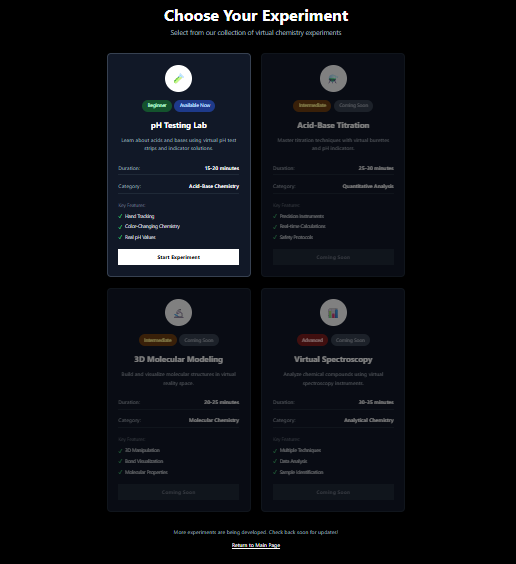 Choose Your Experiment
Select from our collection of virtual chemistry experiments
Beginner
Available Now
pH Testing Lab
Learn about acids and bases using virtual pH test
strips and indicator solutions.
Duration:
15-20 minutes
Category:
Acid-Base Chemistry
Key Features:
✓ Hand Tracking
✓ Color-Changing Chemistry
✓ Real pH Values
Start Experiment
Intermediate
Coming Soon
Acid-Base Titration
Master titration techniques with virtual burettes
and pH indicators.
Duration:
25-30 minutes
Category:
Quantitative Analysis
Key Features:
✓ Precision Instruments
✓ Real-time Calculations
✓ Safety Protocols
Coming Soon
Intermediate
Coming Soon
3D Molecular Modeling
Build and visualize molecular structures in virtual
reality space.
Duration:
20-25 minutes
Category:
Molecular Chemistry
Key Features:
✓ 3D Manipulation
✓ Bond Visualization
✓ Molecular Properties
Coming Soon
Advanced
Coming Soon
Virtual Spectroscopy
Analyze chemical compounds using virtual
spectroscopy instruments.
Duration:
30-35 minutes
Category:
Analytical Chemistry
Key Features:
✓ Multiple Techniques
✓ Data Analysis
✓ Sample Identification
Coming Soon
More experiments are being developed. Check back soon for updates!
Return to Main Page